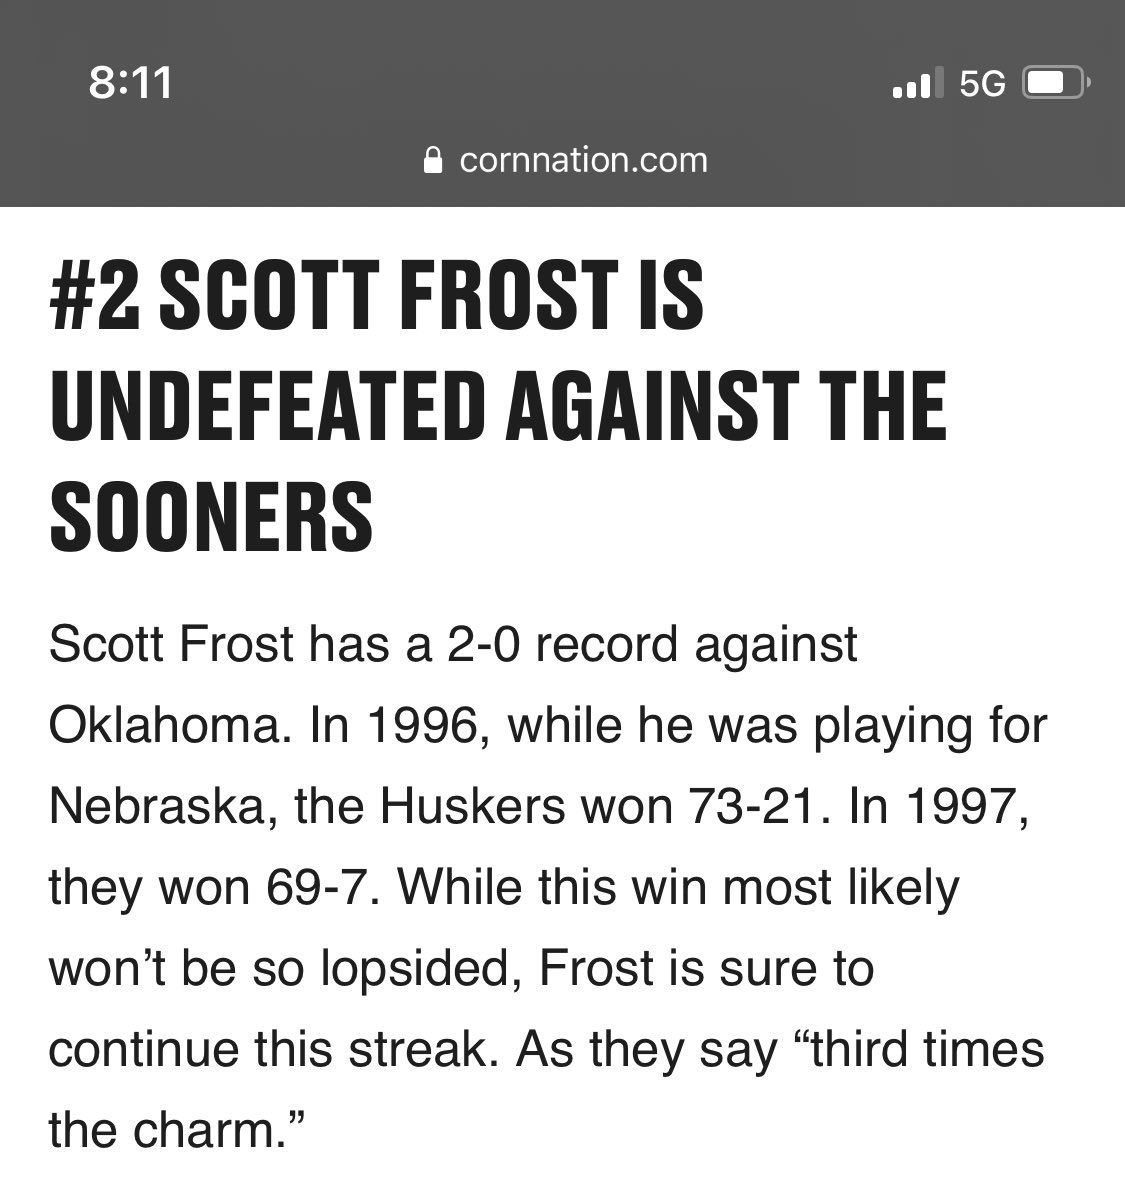 8:11 5G
cornnation.com
#2 SCOTT FROST IS
UNDEFEATED AGAINST THE
SOONERS
Scott Frost has a 2-0 record against
Oklahoma. In 1996, while he was playing for
Nebraska, the Huskers won 73-21. In 1997,
they won 69-7. While this win most likely
won’t be so lopsided, Frost is sure to
continue this streak. As they say “third times
the charm.”